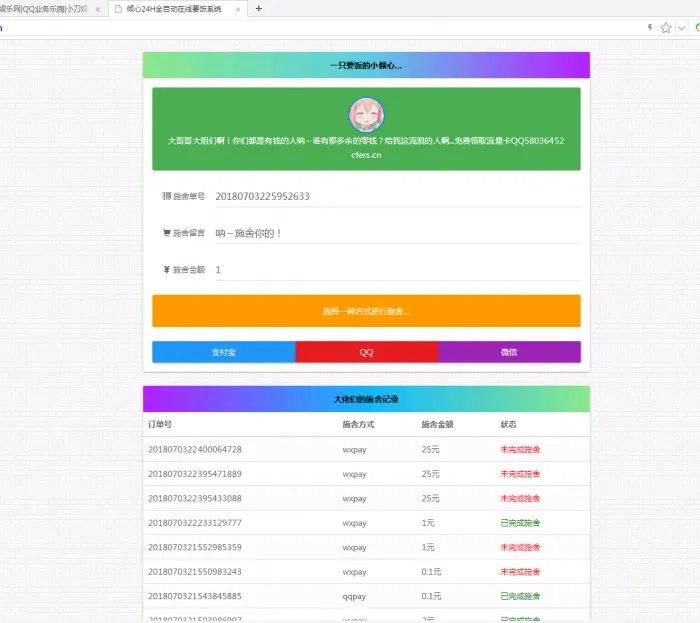 娱乐网|QQ业务乐园|小刀娱
倾心24H全自动在线要饭系统
一只要饭的小倾心...
大哥哥大姐们啊！你们都是有钱的人呐～谁有那多余的零钱？给我这流浪的人啊...免费领取流量卡QQ58036452
cfers.cn
施舍单号 20180703225952633
施舍留言 呐～施舍你的！
¥ 施舍金额 1
选择一种方式进行施舍...
支付宝 QQ 微信
大佬们的施舍记录
订单号 施舍方式 施舍金额 状态
2018070322400064728 wxpay 25元 未完成施舍
2018070322395471889 wxpay 25元 未完成施舍
2018070322395433088 wxpay 25元 未完成施舍
2018070322233129777 wxpay 1元 已完成施舍
2018070321552985359 wxpay 1元 未完成施舍
2018070321550983243 wxpay 0.1元 未完成施舍
2018070321543845885 qqpay 0.1元 已完成施舍
2018070321503986997 wxpay 2元 已完成施舍